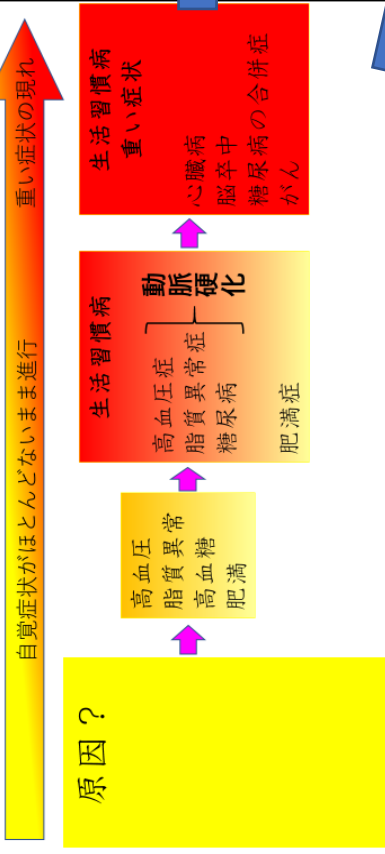 自覚症状がほとんどないまま進行
重い症状の現れ
原因？
高血圧
脂質異常
高血糖
肥満
生活習慣病
高血圧症
脂質異常症
糖尿病
動脈硬化
肥満症
生活習慣病
重い症状
心臓病
脳卒中
糖尿病の合併症
がん